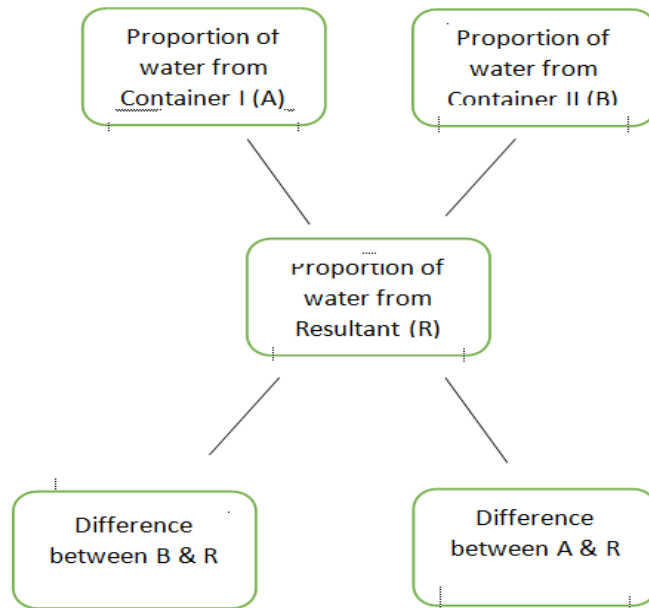 Proportion of
water from
Container I (A)
Proportion of
water from
Container II (B)
Proportion of
water from
Resultant (R)
Difference
between B & R
Difference
between A & R